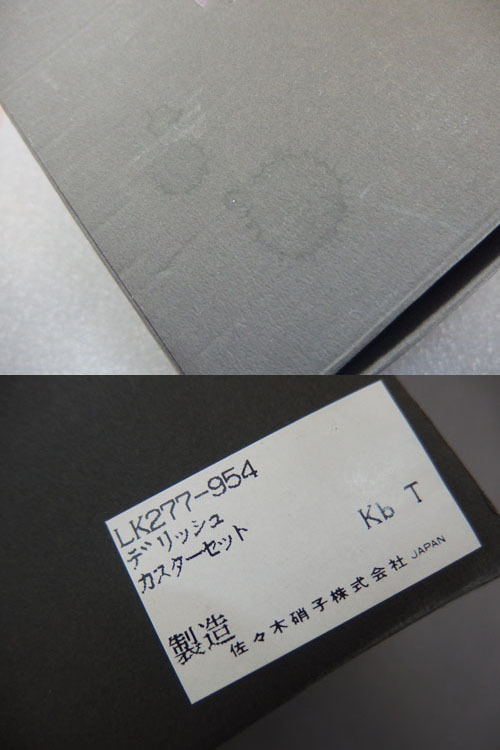 LK277-954
デリッシュ
カスターセット
Kb T
製造 佐々木硝子株式会社 JAPAN